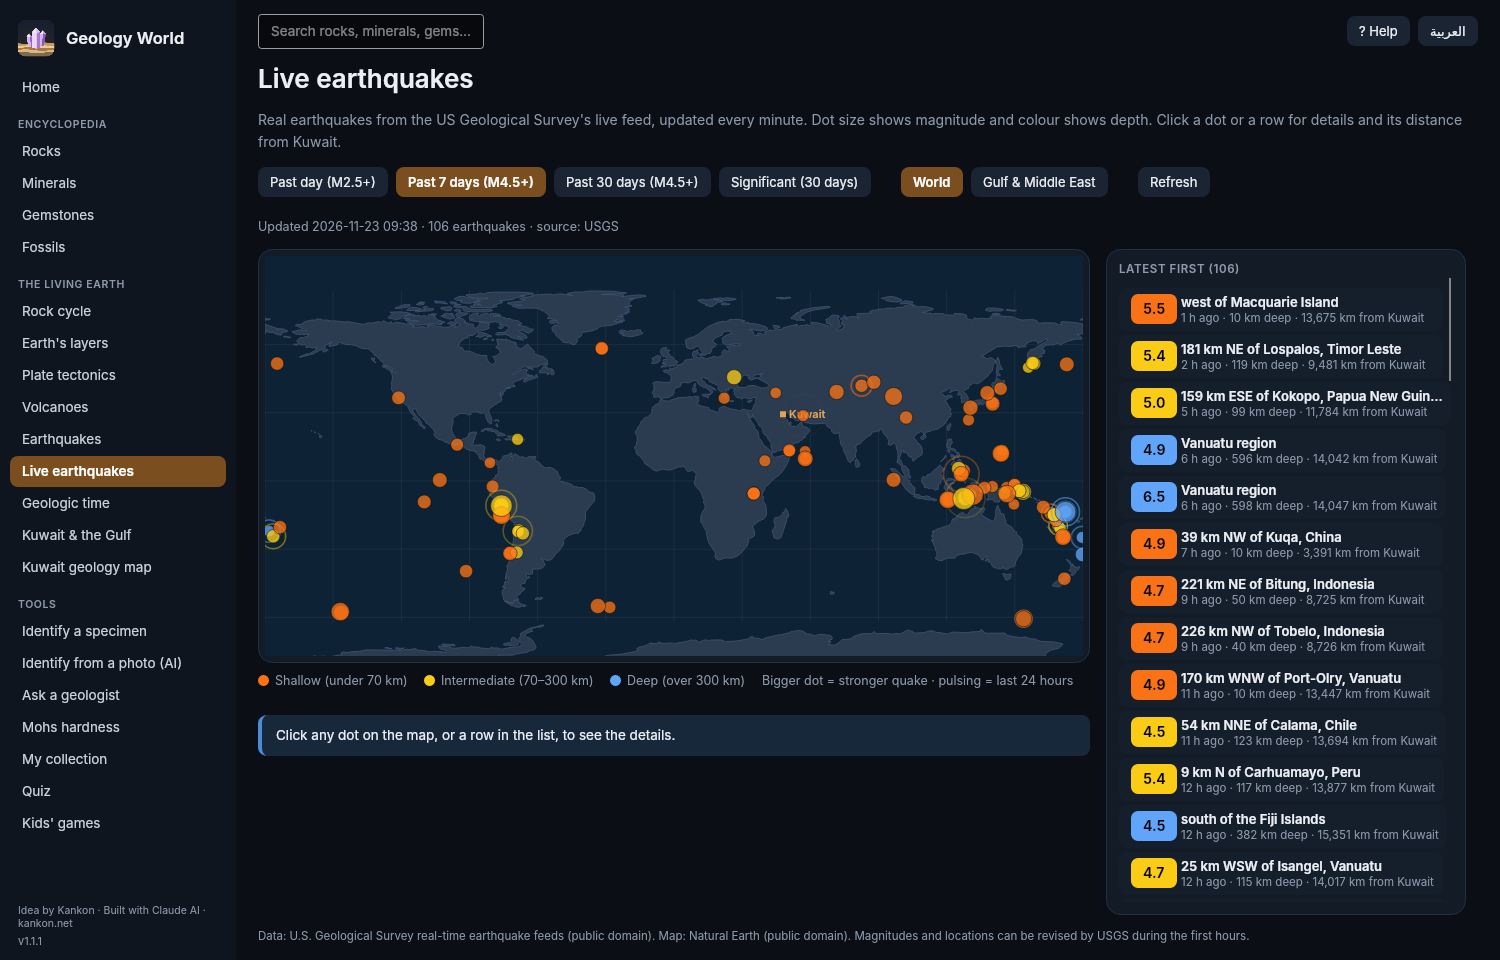 Geology World
Home
ENCYCLOPEDIA
Rocks
Minerals
Gemstones
Fossils
THE LIVING EARTH
Rock cycle
Earth's layers
Plate tectonics
Volcanoes
Earthquakes
Live earthquakes
Geologic time
Kuwait & the Gulf
Kuwait geology map
TOOLS
Identify a specimen
Identify from a photo (AI)
Ask a geologist
Mohs hardness
My collection
Quiz
Kids' games
Idea by Kankon · Built with Claude AI ·
kankon.net
v1.1.1
Search rocks, minerals, gems...
? Help
العربية
Live earthquakes
Real earthquakes from the US Geological Survey's live feed, updated every minute. Dot size shows magnitude and colour shows depth. Click a dot or a row for details and its distance
from Kuwait.
Past day (M2.5+)
Past 7 days (M4.5+)
Past 30 days (M4.5+)
Significant (30 days)
World
Gulf & Middle East
Refresh
Updated 2026-11-23 09:38 · 106 earthquakes · source: USGS
Kuwait
Shallow (under 70 km)
Intermediate (70–300 km)
Deep (over 300 km)
Bigger dot = stronger quake · pulsing = last 24 hours
Click any dot on the map, or a row in the list, to see the details.
LATEST FIRST (106)
5.5
west of Macquarie Island
1 h ago · 10 km deep · 13,675 km from Kuwait
5.4
181 km NE of Lospalos, Timor Leste
2 h ago · 119 km deep · 9,481 km from Kuwait
5.0
159 km ESE of Kokopo, Papua New Guin...
5 h ago · 99 km deep · 11,784 km from Kuwait
4.9
Vanuatu region
6 h ago · 596 km deep · 14,042 km from Kuwait
6.5
Vanuatu region
6 h ago · 598 km deep · 14,047 km from Kuwait
4.9
39 km NW of Kuqa, China
7 h ago · 10 km deep · 3,391 km from Kuwait
4.7
221 km NE of Bitung, Indonesia
9 h ago · 50 km deep · 8,725 km from Kuwait
4.7
226 km NW of Tobelo, Indonesia
9 h ago · 40 km deep · 8,726 km from Kuwait
4.9
170 km WNW of Port-Olry, Vanuatu
11 h ago · 10 km deep · 13,447 km from Kuwait
4.5
54 km NNE of Calama, Chile
11 h ago · 123 km deep · 13,694 km from Kuwait
5.4
9 km N of Carhuamayo, Peru
12 h ago · 117 km deep · 13,877 km from Kuwait
4.5
south of the Fiji Islands
12 h ago · 382 km deep · 15,351 km from Kuwait
4.7
25 km WSW of Isangel, Vanuatu
12 h ago · 115 km deep · 14,017 km from Kuwait
Data: U.S. Geological Survey real-time earthquake feeds (public domain). Map: Natural Earth (public domain). Magnitudes and locations can be revised by USGS during the first hours.